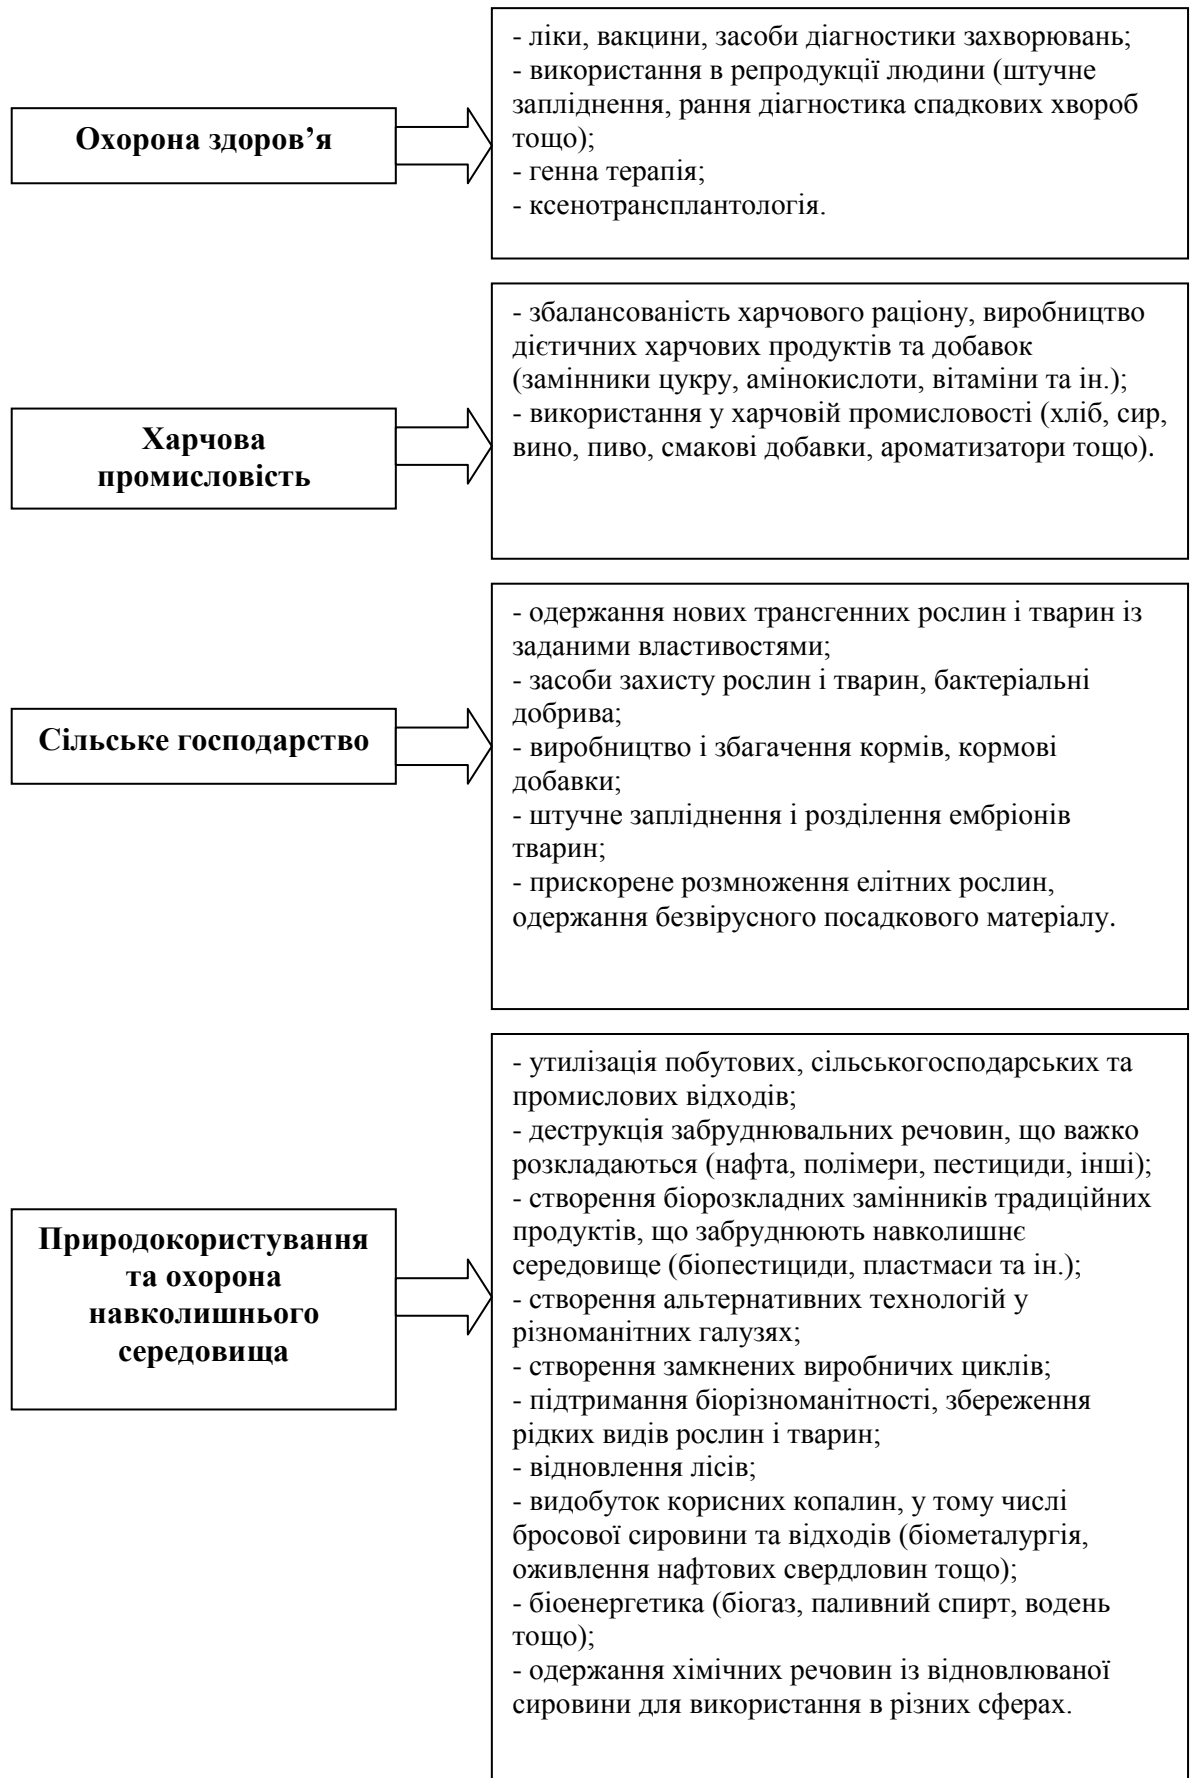 Охорона здоров’я
- ліки, вакцини, засоби діагностики захворювань;
- використання в репродукції людини (штучне
запліднення, рання діагностика спадкових хвороб
тощо);
- генна терапія;
- ксенотрансплантологія.
Харчова
промисловість
- збалансованість харчового раціону, виробництво
дієтичних харчових продуктів та добавок
(замінники цукру, амінокислоти, вітаміни та ін.);
- використання у харчовій промисловості (хліб, сир,
вино, пиво, смакові добавки, ароматизатори тощо).
Сільське господарство
- одержання нових трансгенних рослин і тварин із
заданими властивостями;
- засоби захисту рослин і тварин, бактеріальні
добрива;
- виробництво і збагачення кормів, кормові
добавки;
- штучне запліднення і розділення ембріонів
тварин;
- прискорене розмноження елітних рослин,
одержання безвірусного посадкового матеріалу.
Природокористування
та охорона
навколишнього
середовища
- утилізація побутових, сільськогосподарських та
промислових відходів;
- деструкція забруднювальних речовин, що важко
розкладаються (нафта, полімери, пестициди, інші);
- створення біорозкладних замінників традиційних
продуктів, що забруднюють навколишнє
середовище (біопестициди, пластмаси та ін.);
- створення альтернативних технологій у
різноманітних галузях;
- створення замкнених виробничих циклів;
- підтримання біорізноманітності, збереження
рідких видів рослин і тварин;
- відновлення лісів;
- видобуток корисних копалин, у тому числі
бросової сировини та відходів (біометалургія,
оживлення нафтових свердловин тощо);
- біоенергетика (біогаз, паливний спирт, водень
тощо);
- одержання хімічних речовин із відновлюваної
сировини для використання в різних сферах.